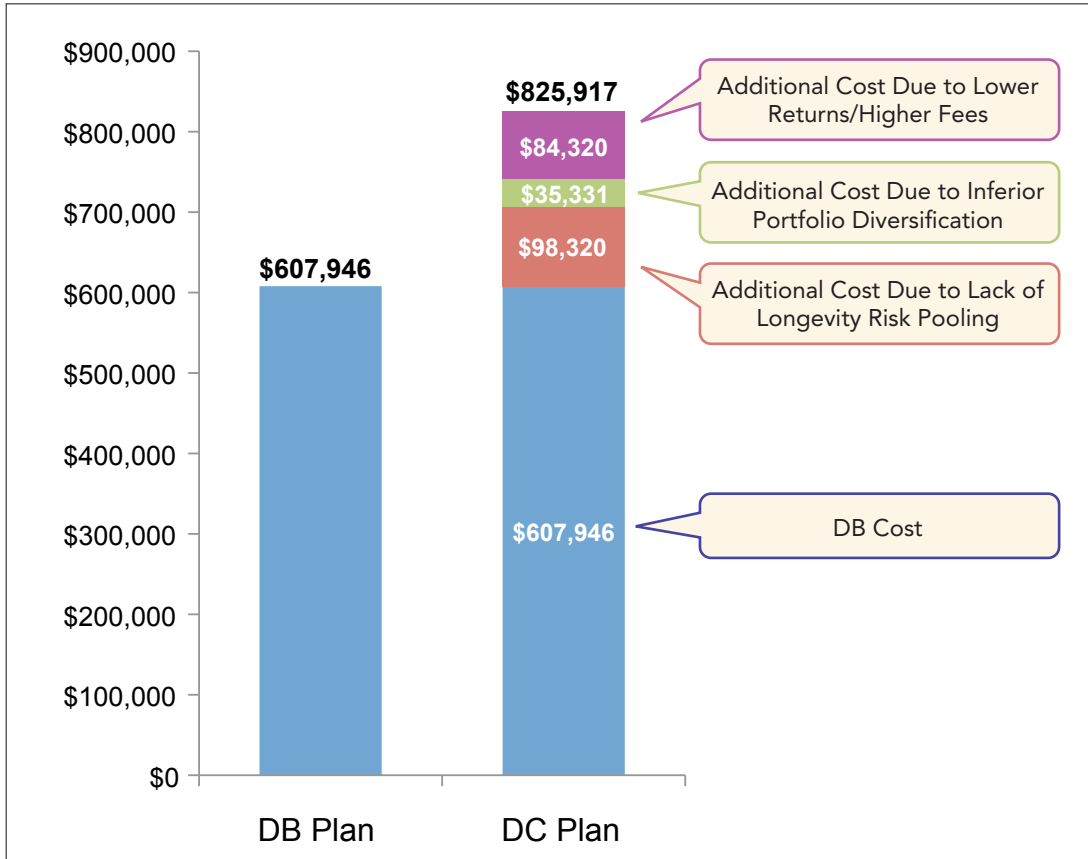 $900,000
$800,000
$700,000
$600,000
$500,000
$400,000
$300,000
$200,000
$100,000
$0
$607,946
DB Plan
$825,917
$84,320
$35,331
$98,320
$607,946
DC Plan
Additional Cost Due to Lower
Returns/Higher Fees
Additional Cost Due to Inferior
Portfolio Diversification
Additional Cost Due to Lack of
Longevity Risk Pooling
DB Cost